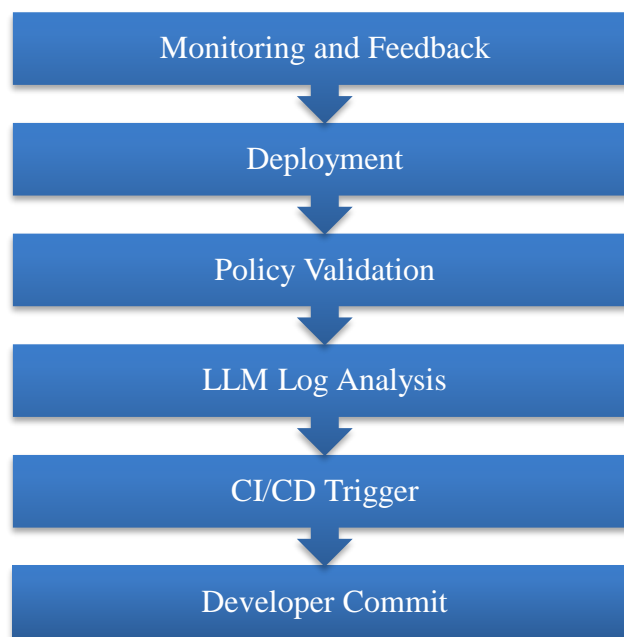 Monitoring and Feedback
Deployment
Policy Validation
LLM Log Analysis
CI/CD Trigger
Developer Commit